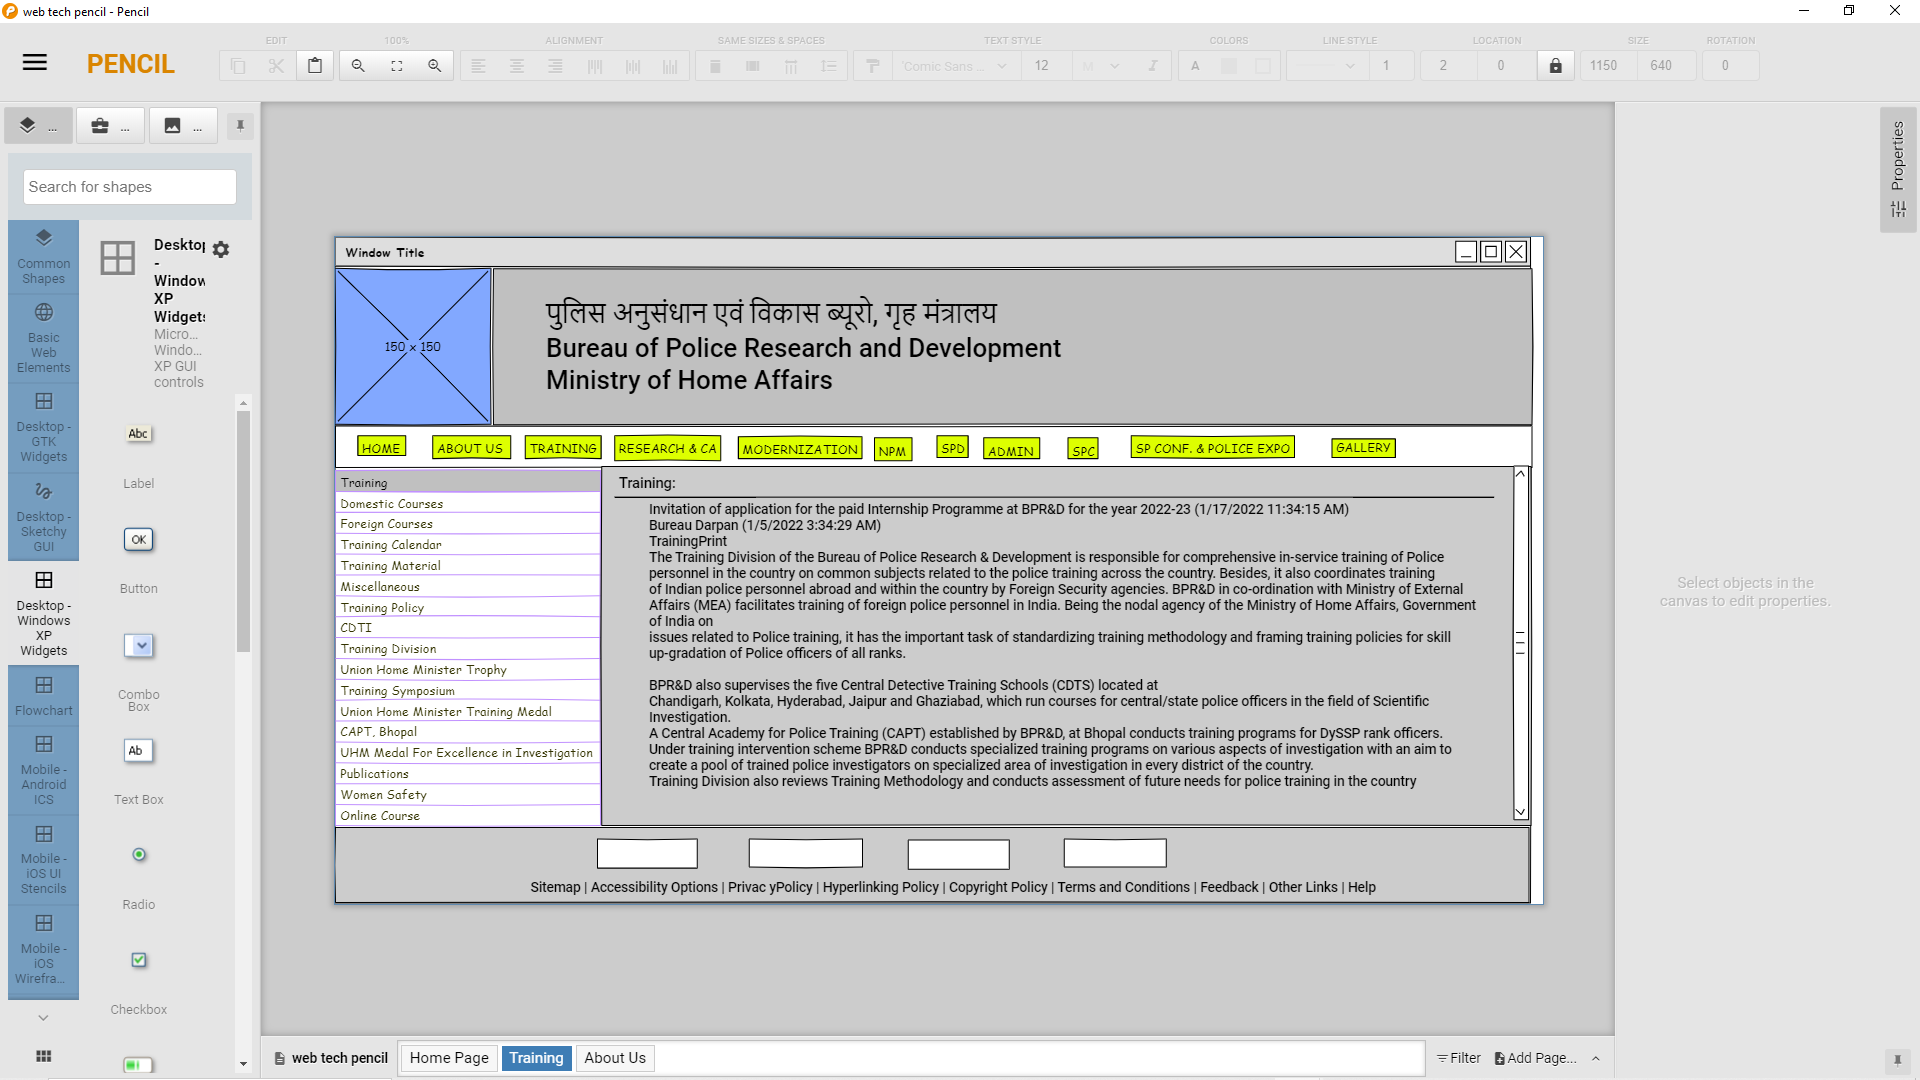 web tech pencil - Pencil
PENCIL
EDIT
100%
ALIGNMENT
SAME SIZES & SPACES
TEXT STYLE
COLORS
LINE STYLE
LOCATION
SIZE
ROTATION
'Comic Sans ...
12
M
I
A
1
2
0
1150
640
0
...
...
...
Search for shapes
Common
Shapes
Basic
Web
Elements
Desktop -
GTK
Widgets
Desktop -
Sketchy
GUI
Desktop -
Windows
XP
Widgets
Flowchart
Mobile -
Android
ICS
Mobile -
iOS UI
Stencils
Mobile -
iOS
Wirefra...
Desktop
-
Window
XP
Widgets
Micro...
Windo...
XP GUI
controls
Abc
Label
OK
Button
Combo
Box
Ab
Text Box
Radio
Checkbox
Window Title
150 × 150
पुलिस अनुसंधान एवं विकास ब्यूरो, गृह मंत्रालय
Bureau of Police Research and Development
Ministry of Home Affairs
HOME
ABOUT US
TRAINING
RESEARCH & CA
MODERNIZATION
NPM
SPD
ADMIN
SPC
SP CONF. & POLICE EXPO
GALLERY
Training
Domestic Courses
Foreign Courses
Training Calendar
Training Material
Miscellaneous
Training Policy
CDTI
Training Division
Union Home Minister Trophy
Training Symposium
Union Home Minister Training Medal
CAPT, Bhopal
UHM Medal For Excellence in Investigation
Publications
Women Safety
Online Course
Training:
Invitation of application for the paid Internship Programme at BPR&D for the year 2022-23 (1/17/2022 11:34:15 AM)
Bureau Darpan (1/5/2022 3:34:29 AM)
TrainingPrint
The Training Division of the Bureau of Police Research & Development is responsible for comprehensive in-service training of Police
personnel in the country on common subjects related to the police training across the country. Besides, it also coordinates training
of Indian police personnel abroad and within the country by Foreign Security agencies. BPR&D in co-ordination with Ministry of External
Affairs (MEA) facilitates training of foreign police personnel in India. Being the nodal agency of the Ministry of Home Affairs, Government
of India on
issues related to Police training, it has the important task of standardizing training methodology and framing training policies for skill
up-gradation of Police officers of all ranks.
BPR&D also supervises the five Central Detective Training Schools (CDTS) located at
Chandigarh, Kolkata, Hyderabad, Jaipur and Ghaziabad, which run courses for central/state police officers in the field of Scientific
Investigation.
A Central Academy for Police Training (CAPT) established by BPR&D, at Bhopal conducts training programs for DySSP rank officers.
Under training intervention scheme BPR&D conducts specialized training programs on various aspects of investigation with an aim to
create a pool of trained police investigators on specialized area of investigation in every district of the country.
Training Division also reviews Training Methodology and conducts assessment of future needs for police training in the country
Sitemap | Accessibility Options | Privac yPolicy | Hyperlinking Policy | Copyright Policy | Terms and Conditions | Feedback | Other Links | Help
Properties
Select objects in the
canvas to edit properties.
web tech pencil
Home Page
Training
About Us
Filter
Add Page...